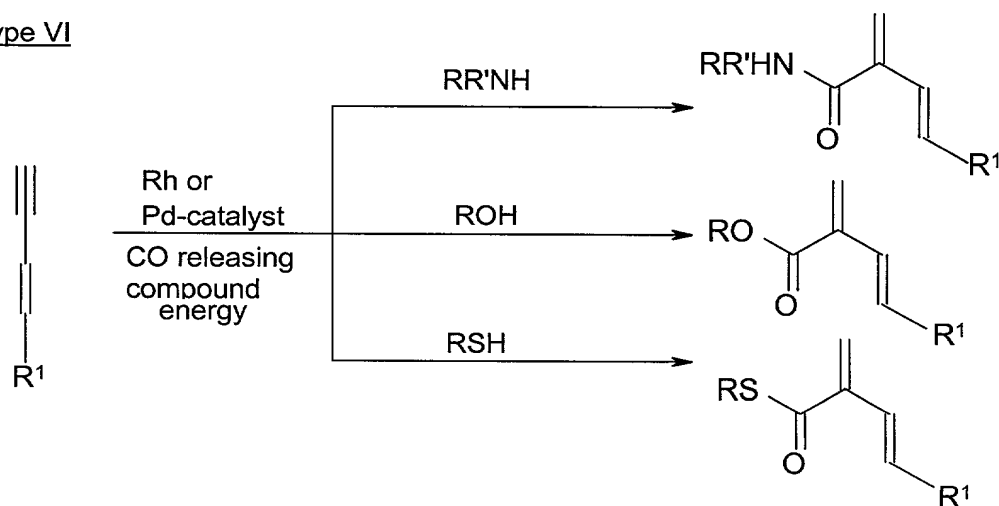 ype VI
RR'NH
RR'HN
O
R¹
Rh or
Pd-catalyst
CO releasing
compound
energy
ROH
RO
O
R¹
RSH
RS
O
R¹
R¹